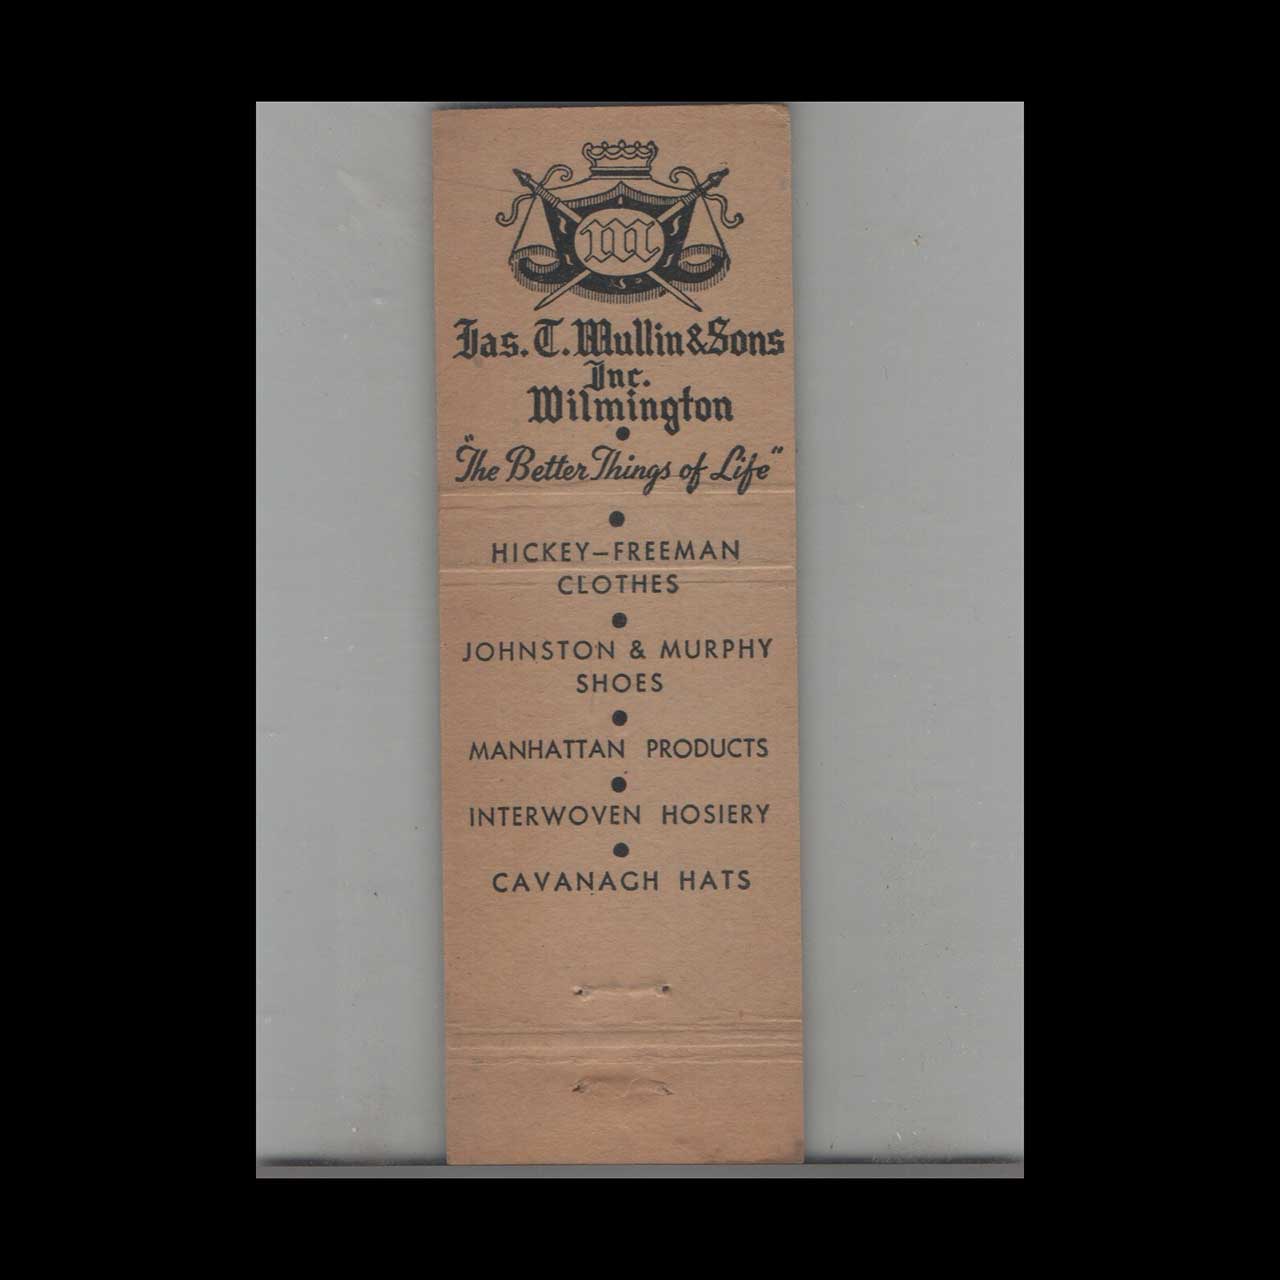 m
Jas. T. Mullin & Sons
Inc.
Wilmington
"The Better Things of Life"
HICKEY–FREEMAN
CLOTHES
JOHNSTON & MURPHY
SHOES
MANHATTAN PRODUCTS
INTERWOVEN HOSIERY
CAVANAGH HATS